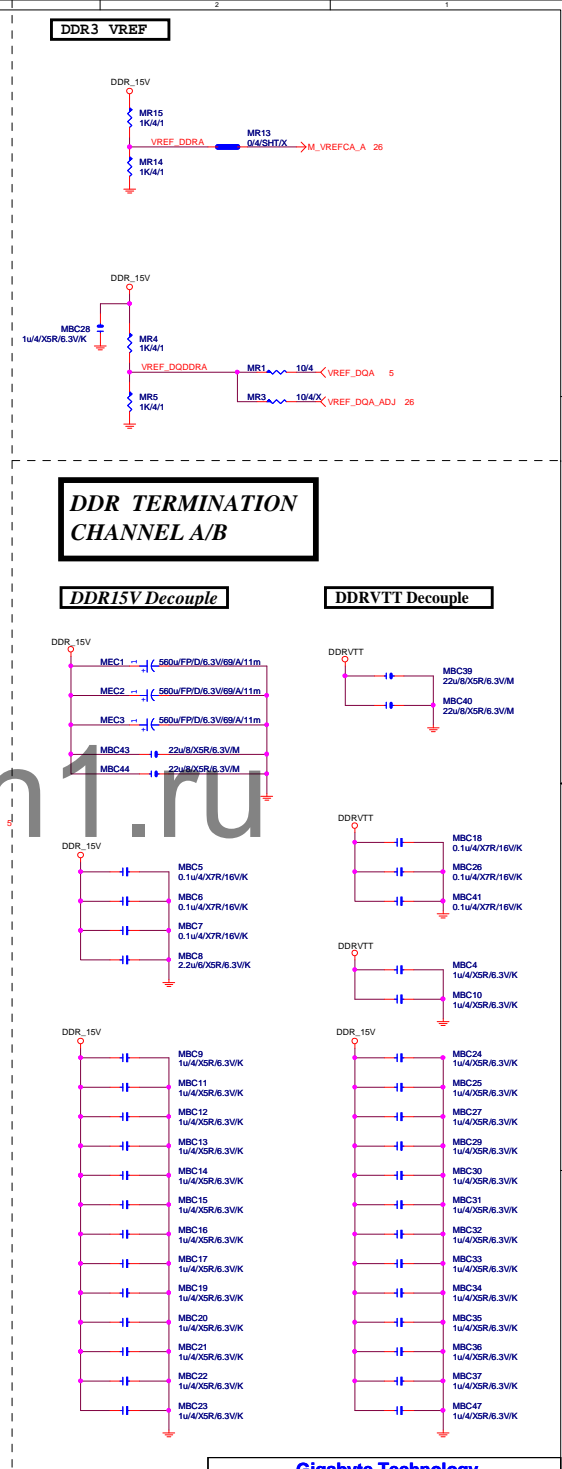 2
1
DDR3 VREF
DDR_15V
MR15
1K/4/1
MR13
0/4/SHT/X
VREF_DDRA
M_VREFCA_A 26
MR14
1K/4/1
DDR_15V
MBC28
1u/4/X5R/6.3V/K
MR4
1K/4/1
VREF_DQDDRA
MR1
10/4
VREF_DQA 5
MR5
1K/4/1
MR3
10/4/X
VREF_DQA_ADJ 26
DDR TERMINATION
CHANNEL A/B
DDR15V Decouple
DDRVTT Decouple
DDR_15V
MEC1 1 560u/FP/D/6.3V/69/A/11m
+
MEC2 1 560u/FP/D/6.3V/69/A/11m
+
MEC3 1 560u/FP/D/6.3V/69/A/11m
+
MBC43 22u/8/X5R/6.3V/M
MBC44 22u/8/X5R/6.3V/M
DDRVTT
MBC39
22u/8/X5R/6.3V/M
MBC40
22u/8/X5R/6.3V/M
n1.ru
5
DDR_15V
MBC5
0.1u/4/X7R/16V/K
MBC6
0.1u/4/X7R/16V/K
MBC7
0.1u/4/X7R/16V/K
MBC8
2.2u/6/X5R/6.3V/K
DDRVTT
MBC18
0.1u/4/X7R/16V/K
MBC26
0.1u/4/X7R/16V/K
MBC41
0.1u/4/X7R/16V/K
DDRVTT
MBC4
1u/4/X5R/6.3V/K
MBC10
1u/4/X5R/6.3V/K
DDR_15V
MBC9
1u/4/X5R/6.3V/K
MBC11
1u/4/X5R/6.3V/K
MBC12
1u/4/X5R/6.3V/K
MBC13
1u/4/X5R/6.3V/K
MBC14
1u/4/X5R/6.3V/K
MBC15
1u/4/X5R/6.3V/K
MBC16
1u/4/X5R/6.3V/K
MBC17
1u/4/X5R/6.3V/K
MBC19
1u/4/X5R/6.3V/K
MBC20
1u/4/X5R/6.3V/K
MBC21
1u/4/X5R/6.3V/K
MBC22
1u/4/X5R/6.3V/K
MBC23
1u/4/X5R/6.3V/K
DDR_15V
MBC24
1u/4/X5R/6.3V/K
MBC25
1u/4/X5R/6.3V/K
MBC27
1u/4/X5R/6.3V/K
MBC29
1u/4/X5R/6.3V/K
MBC30
1u/4/X5R/6.3V/K
MBC31
1u/4/X5R/6.3V/K
MBC32
1u/4/X5R/6.3V/K
MBC33
1u/4/X5R/6.3V/K
MBC34
1u/4/X5R/6.3V/K
MBC35
1u/4/X5R/6.3V/K
MBC36
1u/4/X5R/6.3V/K
MBC37
1u/4/X5R/6.3V/K
MBC47
1u/4/X5R/6.3V/K
Gigabyte Technology